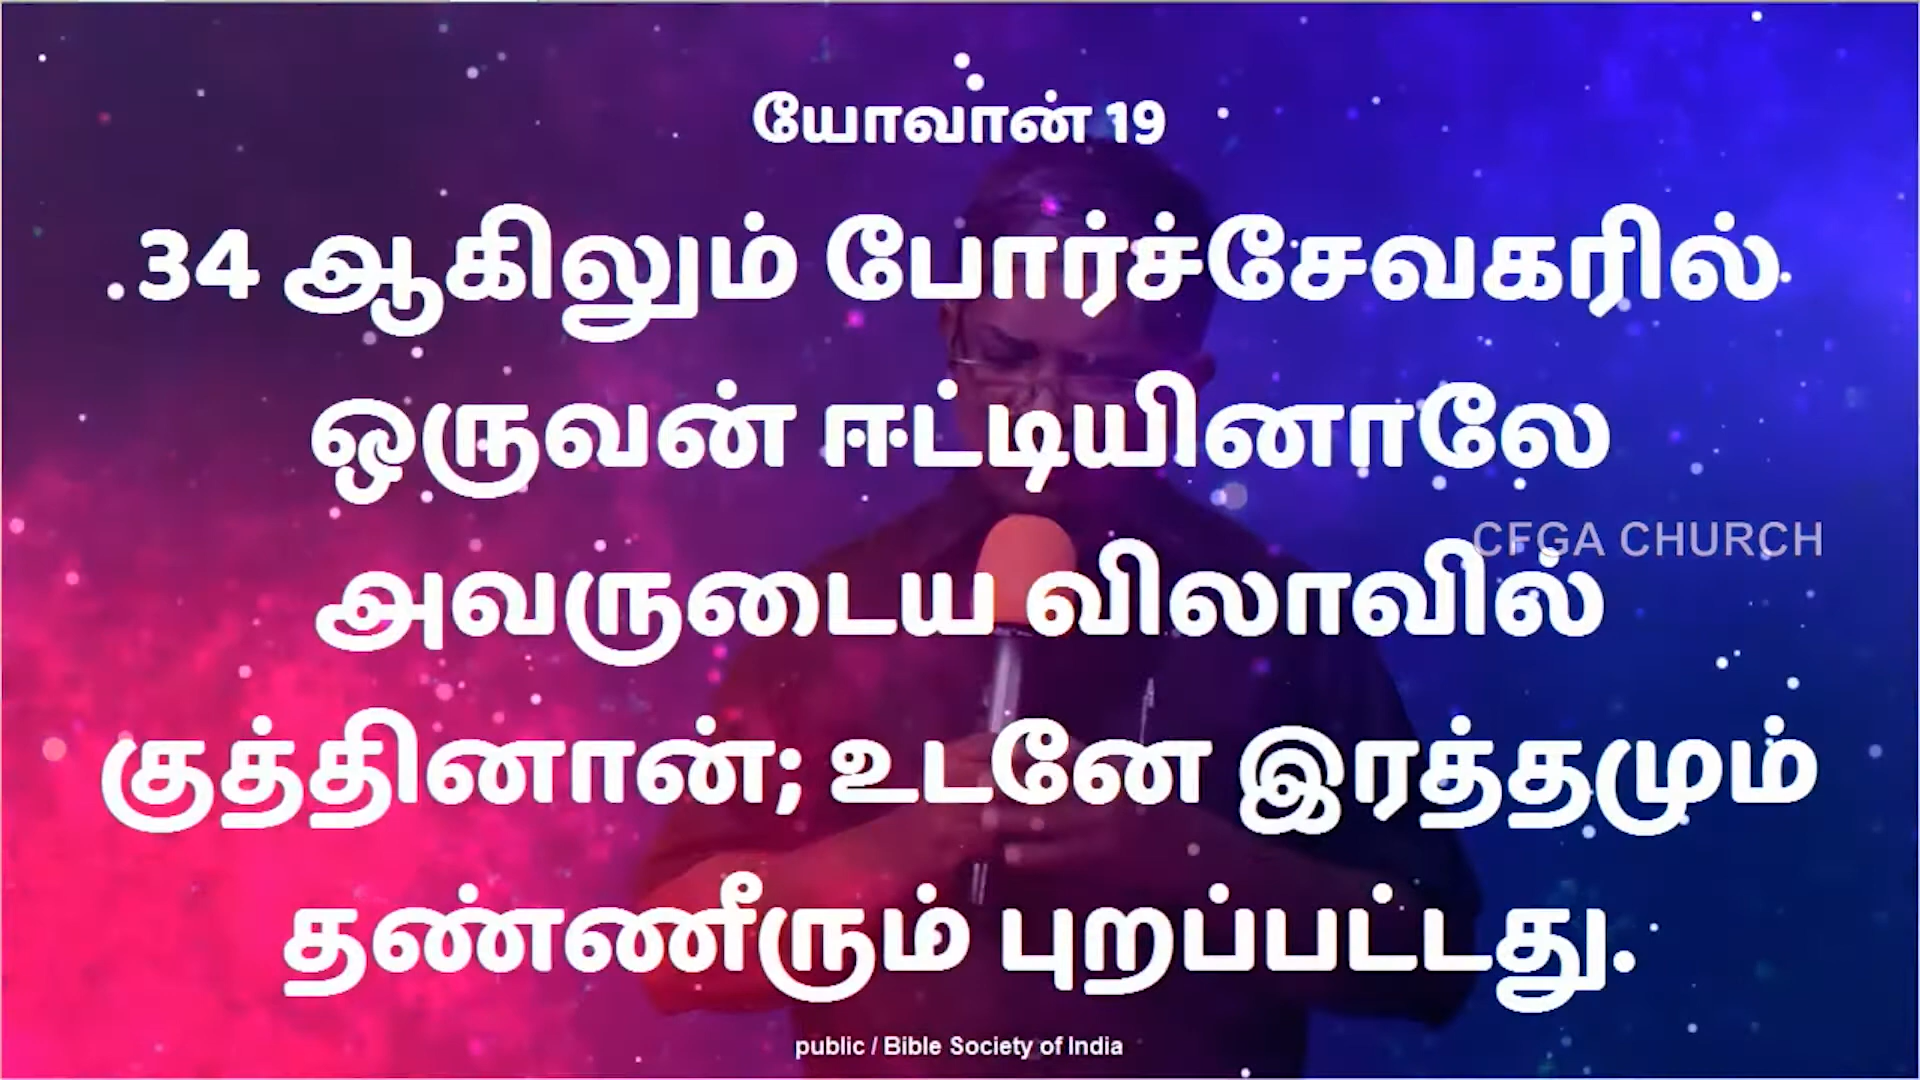 யோவான் 19
34 ஆகிலும் போர்ச்சேவகரில்
ஒருவன் ஈட்டியினாலே
CFGA CHURCH
அவருடைய விலாவில்
குத்தினான்; உடனே இரத்தமும்
தண்ணீரும் புறப்பட்டது.
public / Bible Society of India